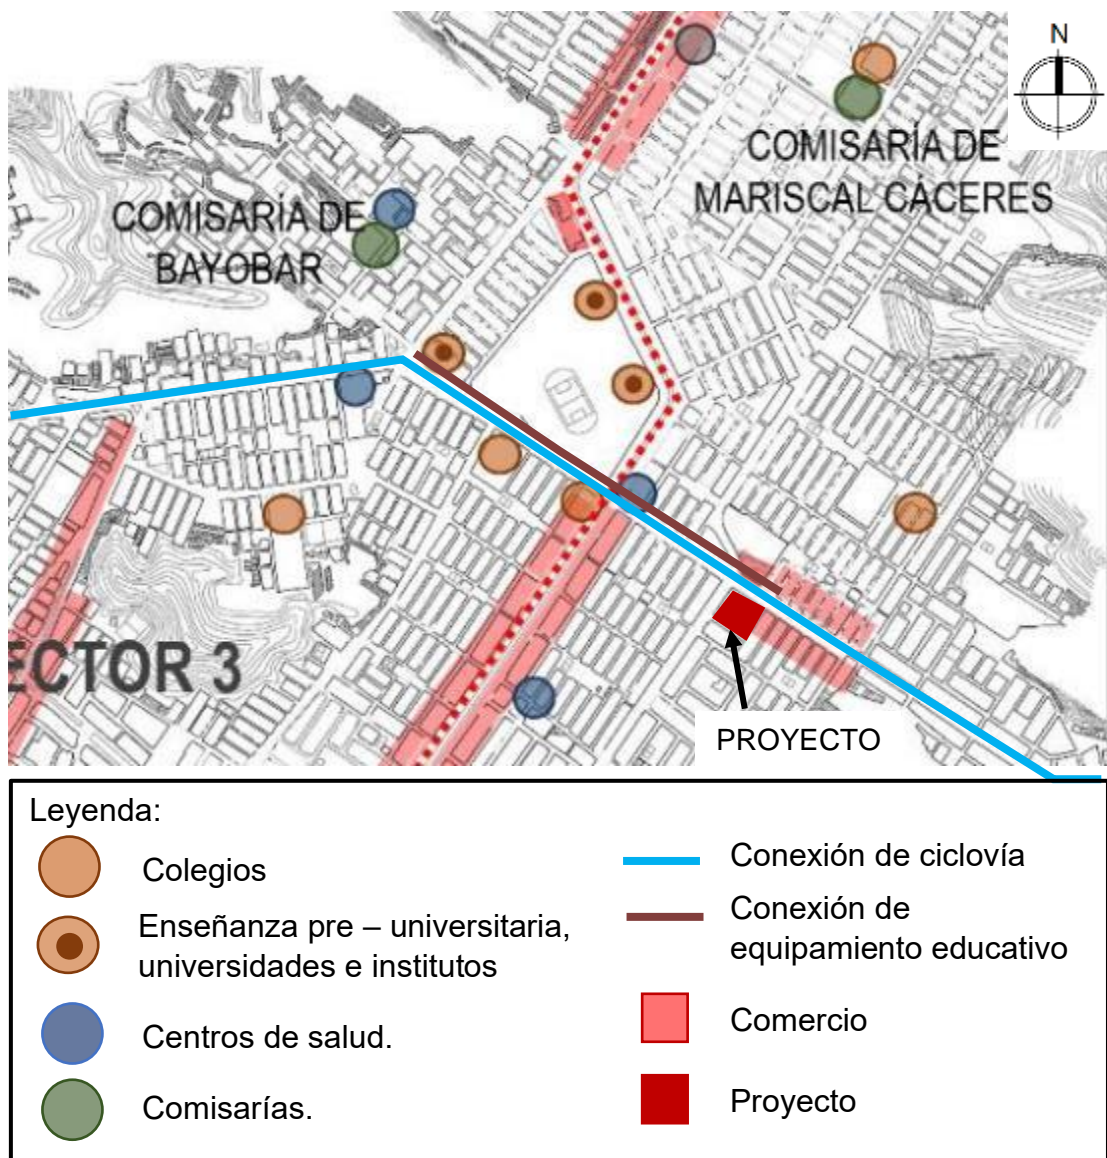 N
COMISARÍA DE
MARISCAL CÁCERES
COMISARÍA DE
BAYOBAR
ECTOR 3
PROYECTO
Leyenda:
Colegios
Enseñanza pre – universitaria,
universidades e institutos
Centros de salud.
Comisarías.
Conexión de ciclovía
Conexión de
equipamiento educativo
Comercio
Proyecto